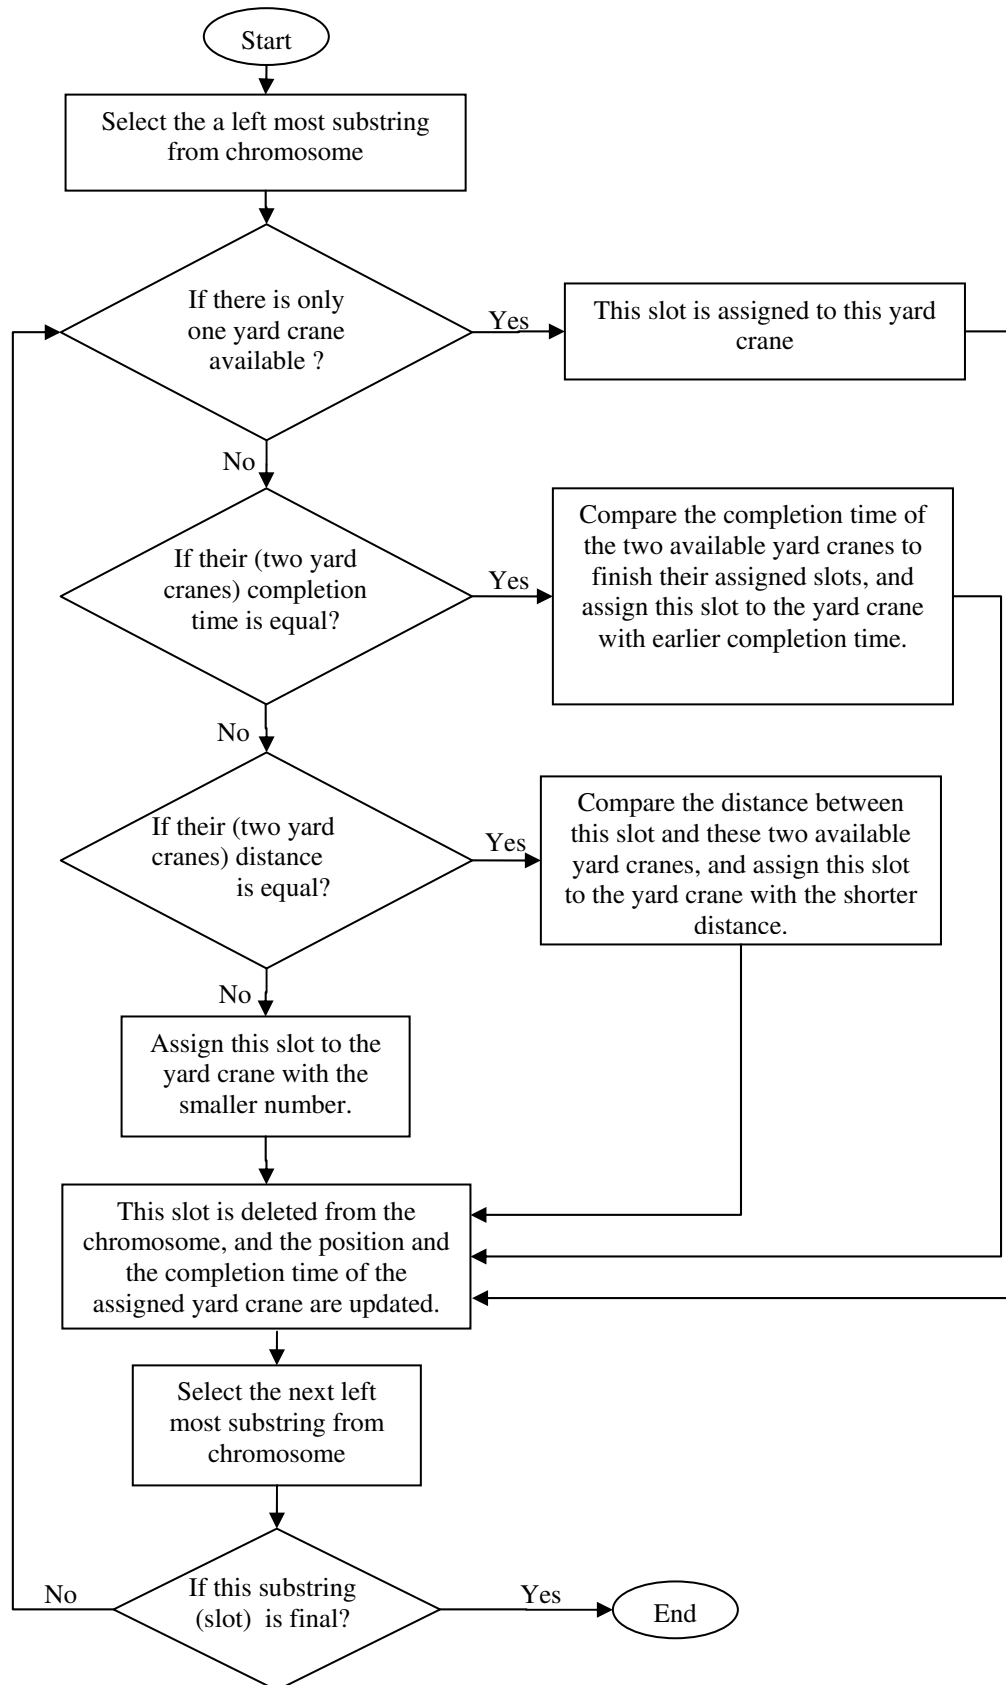 Start
Select the a left most substring
from chromosome
If there is only
one yard crane
available ?
Yes
This slot is assigned to this yard
crane
No
If their (two yard
cranes) completion
time is equal?
Yes
Compare the completion time of
the two available yard cranes to
finish their assigned slots, and
assign this slot to the yard crane
with earlier completion time.
No
If their (two yard
cranes) distance
is equal?
Yes
Compare the distance between
this slot and these two available
yard cranes, and assign this slot
to the yard crane with the shorter
distance.
No
Assign this slot to the
yard crane with the
smaller number.
This slot is deleted from the
chromosome, and the position and
the completion time of the
assigned yard crane are updated.
Select the next left
most substring from
chromosome
No
If this substring
(slot) is final?
Yes
End